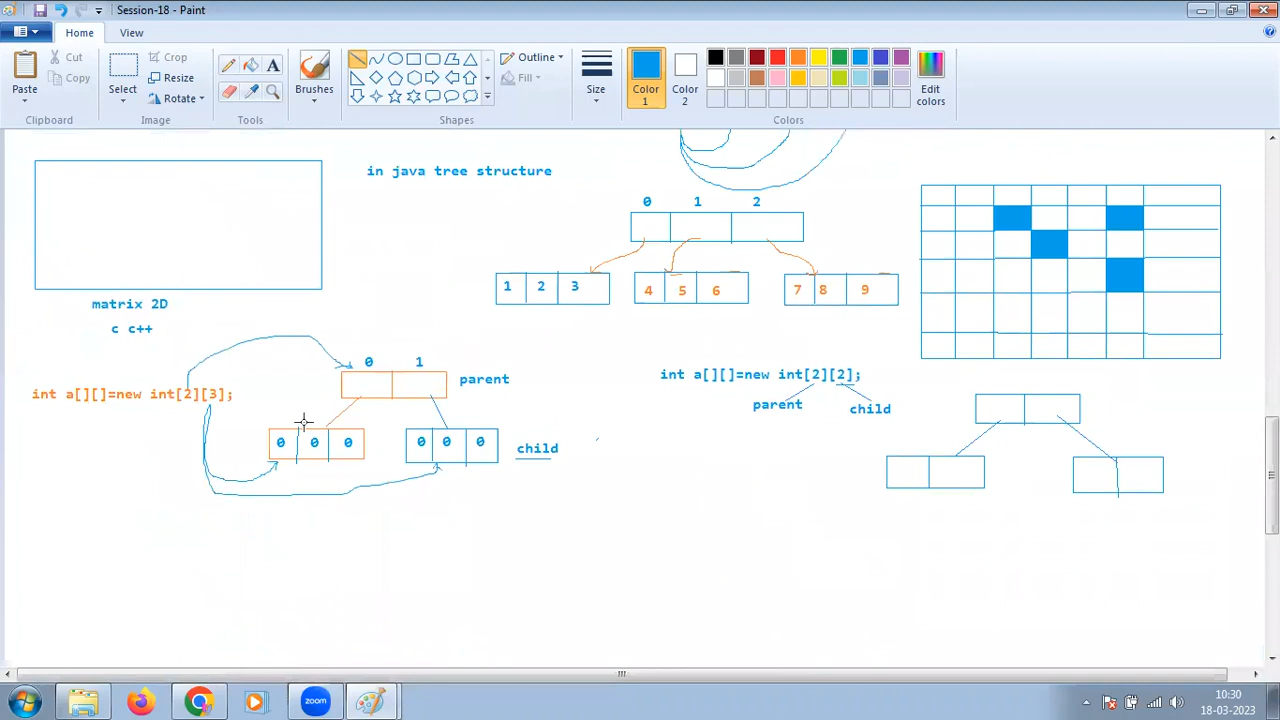 Session-18 - Paint
Home
View
Paste
Cut
Copy
Clipboard
Select
Crop
Resize
Rotate
Image
Tools
A
Brushes
Outline
Fill
Shapes
Size
Color 1
Color 2
Edit colors
Colors
in java tree structure
0 1 2
1 2 3
4 5 6
7 8 9
matrix 2D
c c++
0 1
parent
int a[][]=new int[2][3];
0 0 0
0 0 0
child
int a[][]=new int[2][2];
parent
child
zoom
10:30
18-03-2023